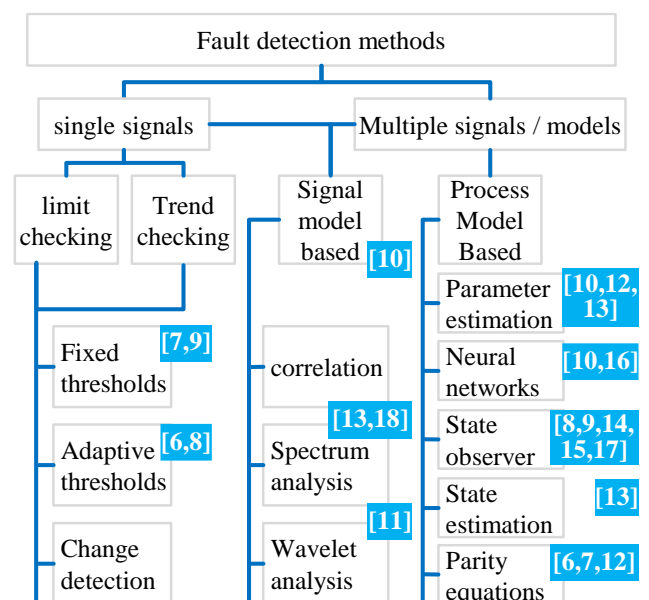 Fault detection methods
single signals
Multiple signals / models
limit
checking
Trend
checking
Signal
model
based
[10]
Process
Model
Based
Fixed
thresholds
[7,9]
Adaptive
thresholds
[6,8]
Change
detection
correlation
Spectrum
analysis
[13,18]
Wavelet
analysis
[11]
Parameter
estimation
[10,12,
13]
Neural
networks
[10,16]
State
observer
[8,9,14,
15,17]
State
estimation
[13]
Parity
equations
[6,7,12]